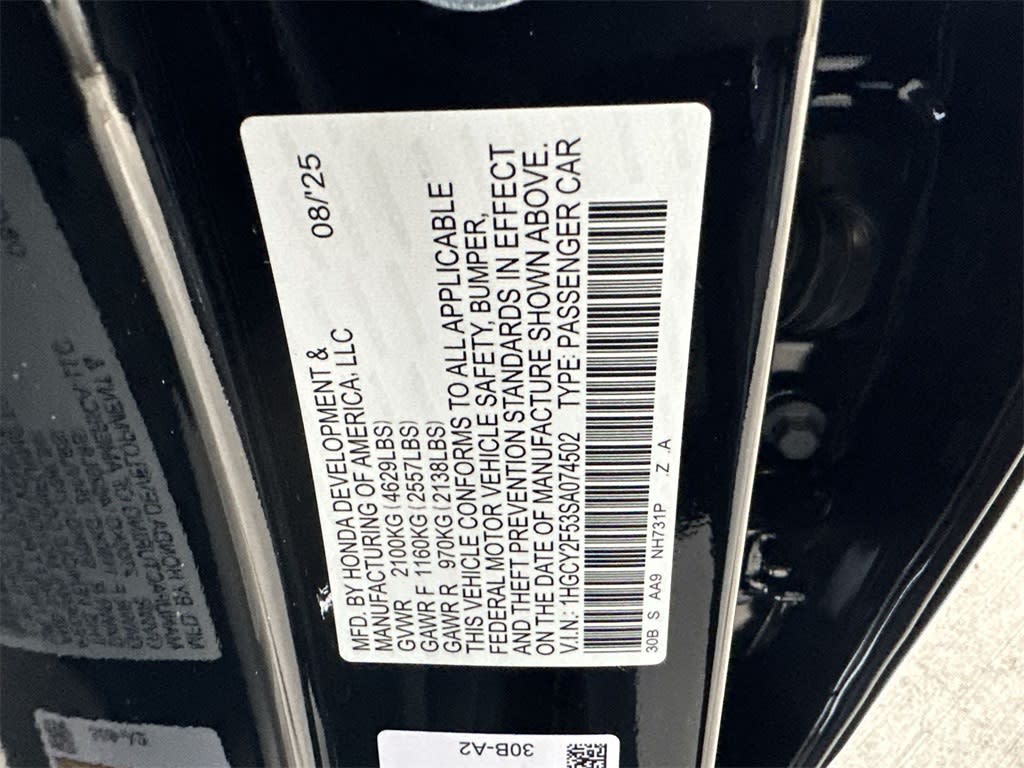 MFD. BY HONDA DEVELOPMENT & 08/'25
MANUFACTURING OF AMERICA, LLC
GVWR 2100KG(4629LBS)
GAWR F 1160KG(2557LBS)
GAWR R 970KG(2138LBS)
THIS VEHICLE CONFORMS TO ALL APPLICABLE
FEDERAL MOTOR VEHICLE SAFETY, BUMPER,
AND THEFT PREVENTION STANDARDS IN EFFECT
ON THE DATE OF MANUFACTURE SHOWN ABOVE.
V.I.N.: 1HGCY2F53SA074502 TYPE: PASSENGER CAR
30B S AA9 NH731P Z .A
30B-A2